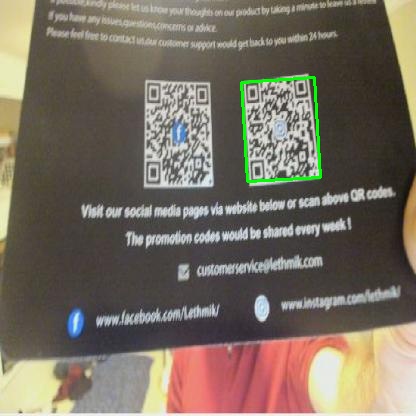 possible,kindly please let us know your thoughts on our product by taking a minute to leave us a review
If you have any issues,questions,concerns or advice.
Please feel free to contact us,our customer support would get back to you within 24 hours.
Visit our social media pages via website below or scan above QR codes.
The promotion codes would be shared every week !
customerservice@lethmik.com
www.facebook.com/Lethmik/
www.instagram.com/lethmik/